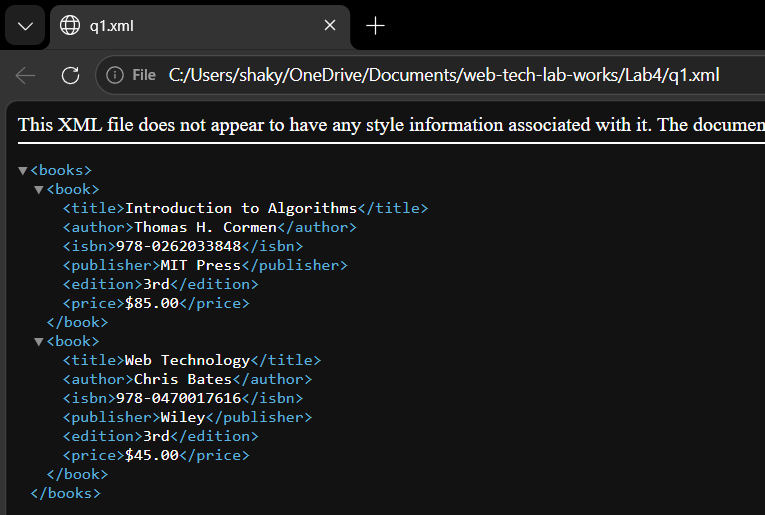 q1.xml
File C:/Users/shaky/OneDrive/Documents/web-tech-lab-works/Lab4/q1.xml
This XML file does not appear to have any style information associated with it. The documen
<books>
<book>
<title>Introduction to Algorithms</title>
<author>Thomas H. Cormen</author>
<isbn>978-0262033848</isbn>
<publisher>MIT Press</publisher>
<edition>3rd</edition>
<price>$85.00</price>
</book>
<book>
<title>Web Technology</title>
<author>Chris Bates</author>
<isbn>978-0470017616</isbn>
<publisher>Wiley</publisher>
<edition>3rd</edition>
<price>$45.00</price>
</book>
</books>